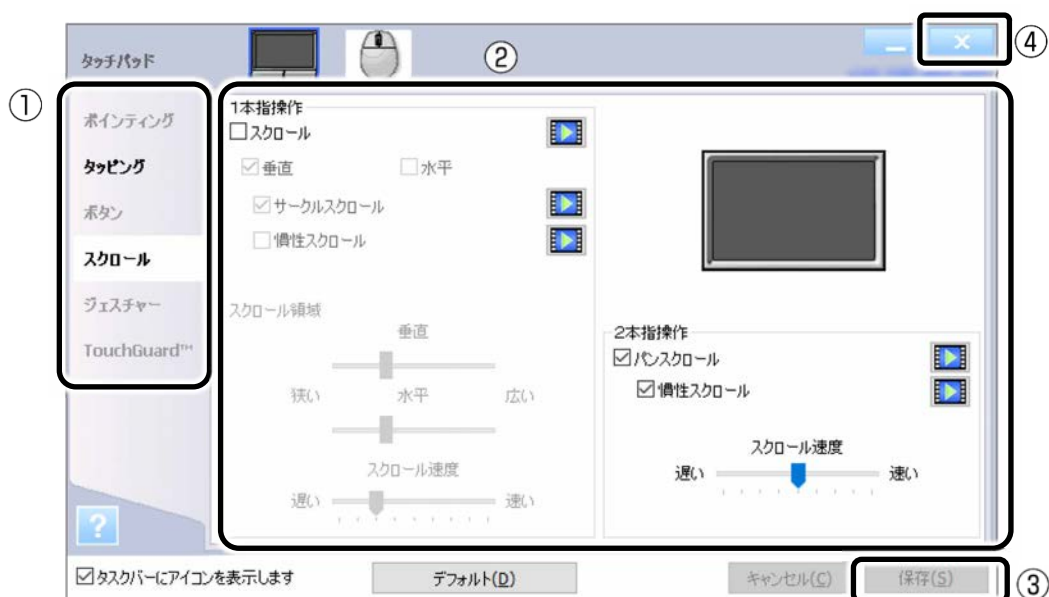 タッチパッド
②
④
①
ポインティング
タッピング
ボタン
スクロール
ジェスチャー
TouchGuard™
1本指操作
スクロール
垂直 水平
サークルスクロール
慣性スクロール
スクロール領域
垂直
狭い 水平 広い
スクロール速度
遅い 速い
2本指操作
パンスクロール
慣性スクロール
スクロール速度
遅い 速い
?
タスクバーにアイコンを表示します デフォルト(D) キャンセル(C) 保存(S)
③